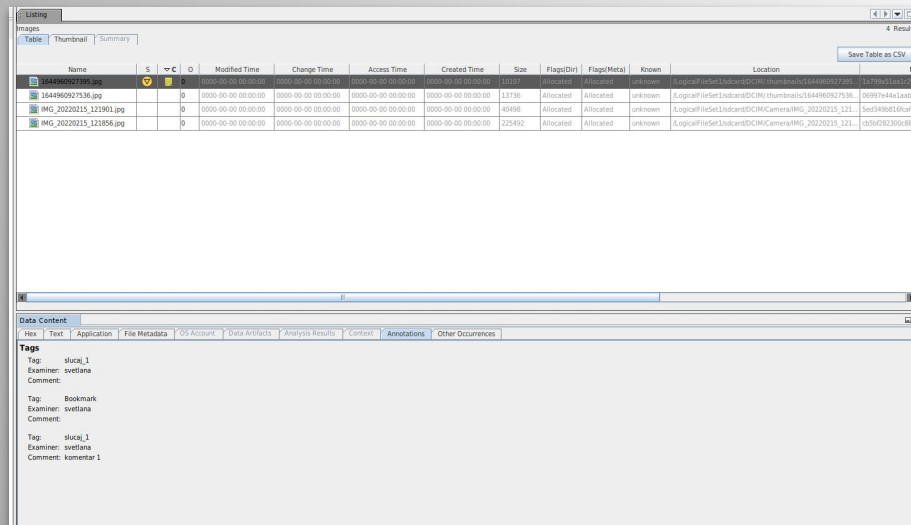 Listing
Images
4 Resul
Table Thumbnail Summary
Save Table as CSV
Name S C O Modified Time Change Time Access Time Created Time Size Flags(Dir) Flags(Meta) Known Location
1644960927395.jpg 0 0000-00-00 00:00:00 0000-00-00 00:00:00 0000-00-00 00:00:00 0000-00-00 00:00:00 10297 Allocated Allocated unknown /LogicalFileSet1/sdcard/DCIM/.thumbnails/1644960927395...
1644960927536.jpg 0 0000-00-00 00:00:00 0000-00-00 00:00:00 0000-00-00 00:00:00 0000-00-00 00:00:00 13736 Allocated Allocated unknown /LogicalFileSet1/sdcard/DCIM/.thumbnails/1644960927536... 06997e44a1aab
IMG_20220215_121901.jpg 0 0000-00-00 00:00:00 0000-00-00 00:00:00 0000-00-00 00:00:00 0000-00-00 00:00:00 40498 Allocated Allocated unknown /LogicalFileSet1/sdcard/DCIM/Camera/IMG_20220215_121... 5ed349b816fcaf
IMG_20220215_121856.jpg 0 0000-00-00 00:00:00 0000-00-00 00:00:00 0000-00-00 00:00:00 0000-00-00 00:00:00 225492 Allocated Allocated unknown /LogicalFileSet1/sdcard/DCIM/Camera/IMG_20220215_121... cb5bf282300c8b
Data Content
Hex Text Application File Metadata OS Account Data Artifacts Analysis Results Context Annotations Other Occurrences
Tags
Tag: slucaj_1
Examiner: svetlana
Comment:
Tag: Bookmark
Examiner: svetlana
Comment:
Tag: slucaj_1
Examiner: svetlana
Comment: komentar 1